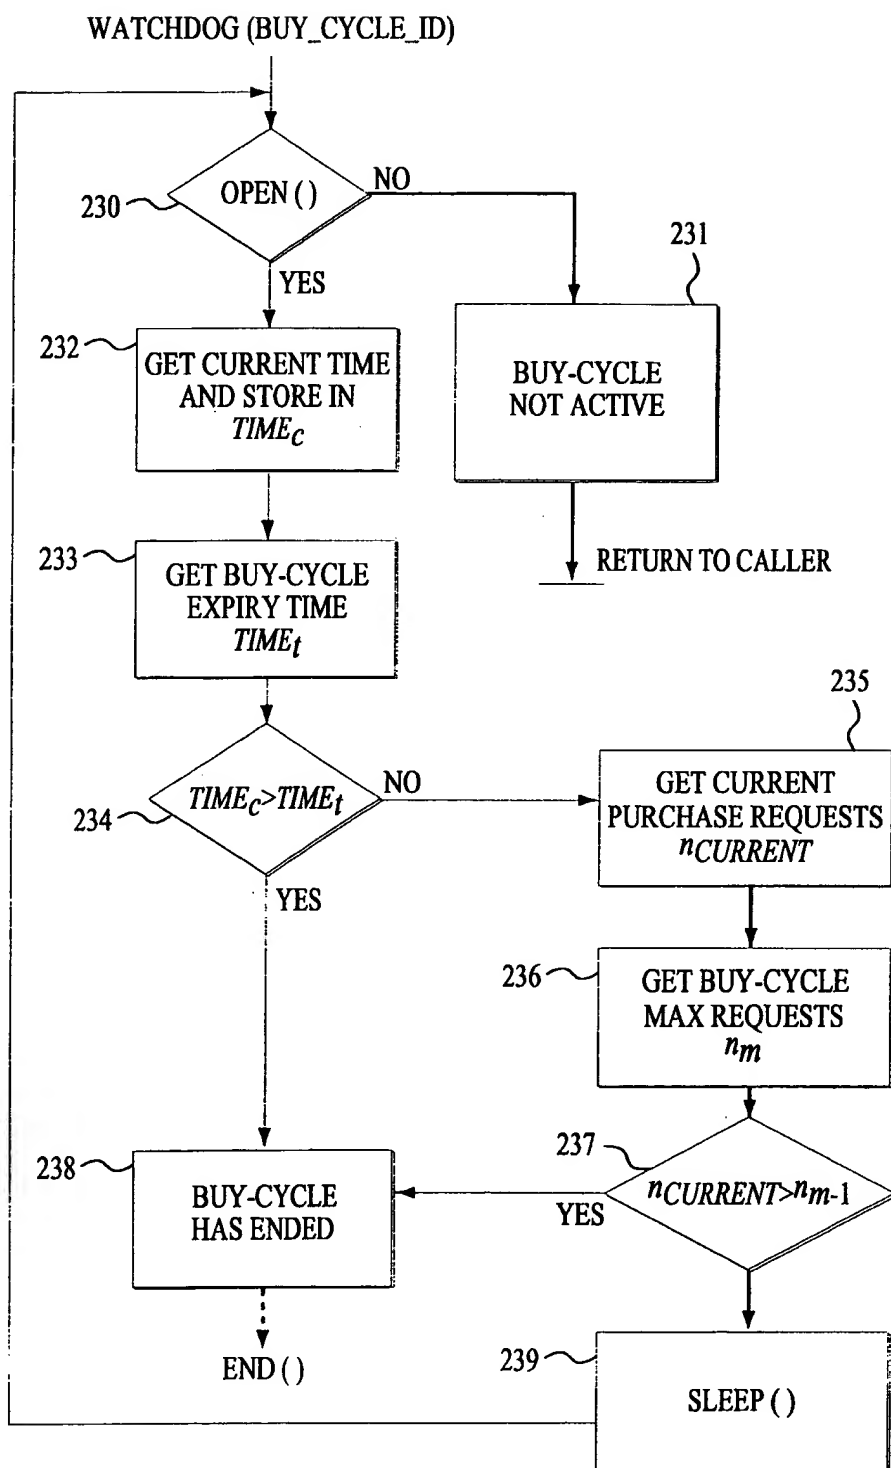 WATCHDOG (BUY_CYCLE_ID)
230
OPEN ( )
NO
YES
231
BUY-CYCLE
NOT ACTIVE
RETURN TO CALLER
232
GET CURRENT TIME
AND STORE IN
TIMEc
233
GET BUY-CYCLE
EXPIRY TIME
TIMEt
234
TIMEc>TIMEt
NO
YES
235
GET CURRENT
PURCHASE REQUESTS
nCURRENT
236
GET BUY-CYCLE
MAX REQUESTS
nm
237
nCURRENT>nm-1
YES
238
BUY-CYCLE
HAS ENDED
END ( )
239
SLEEP ( )